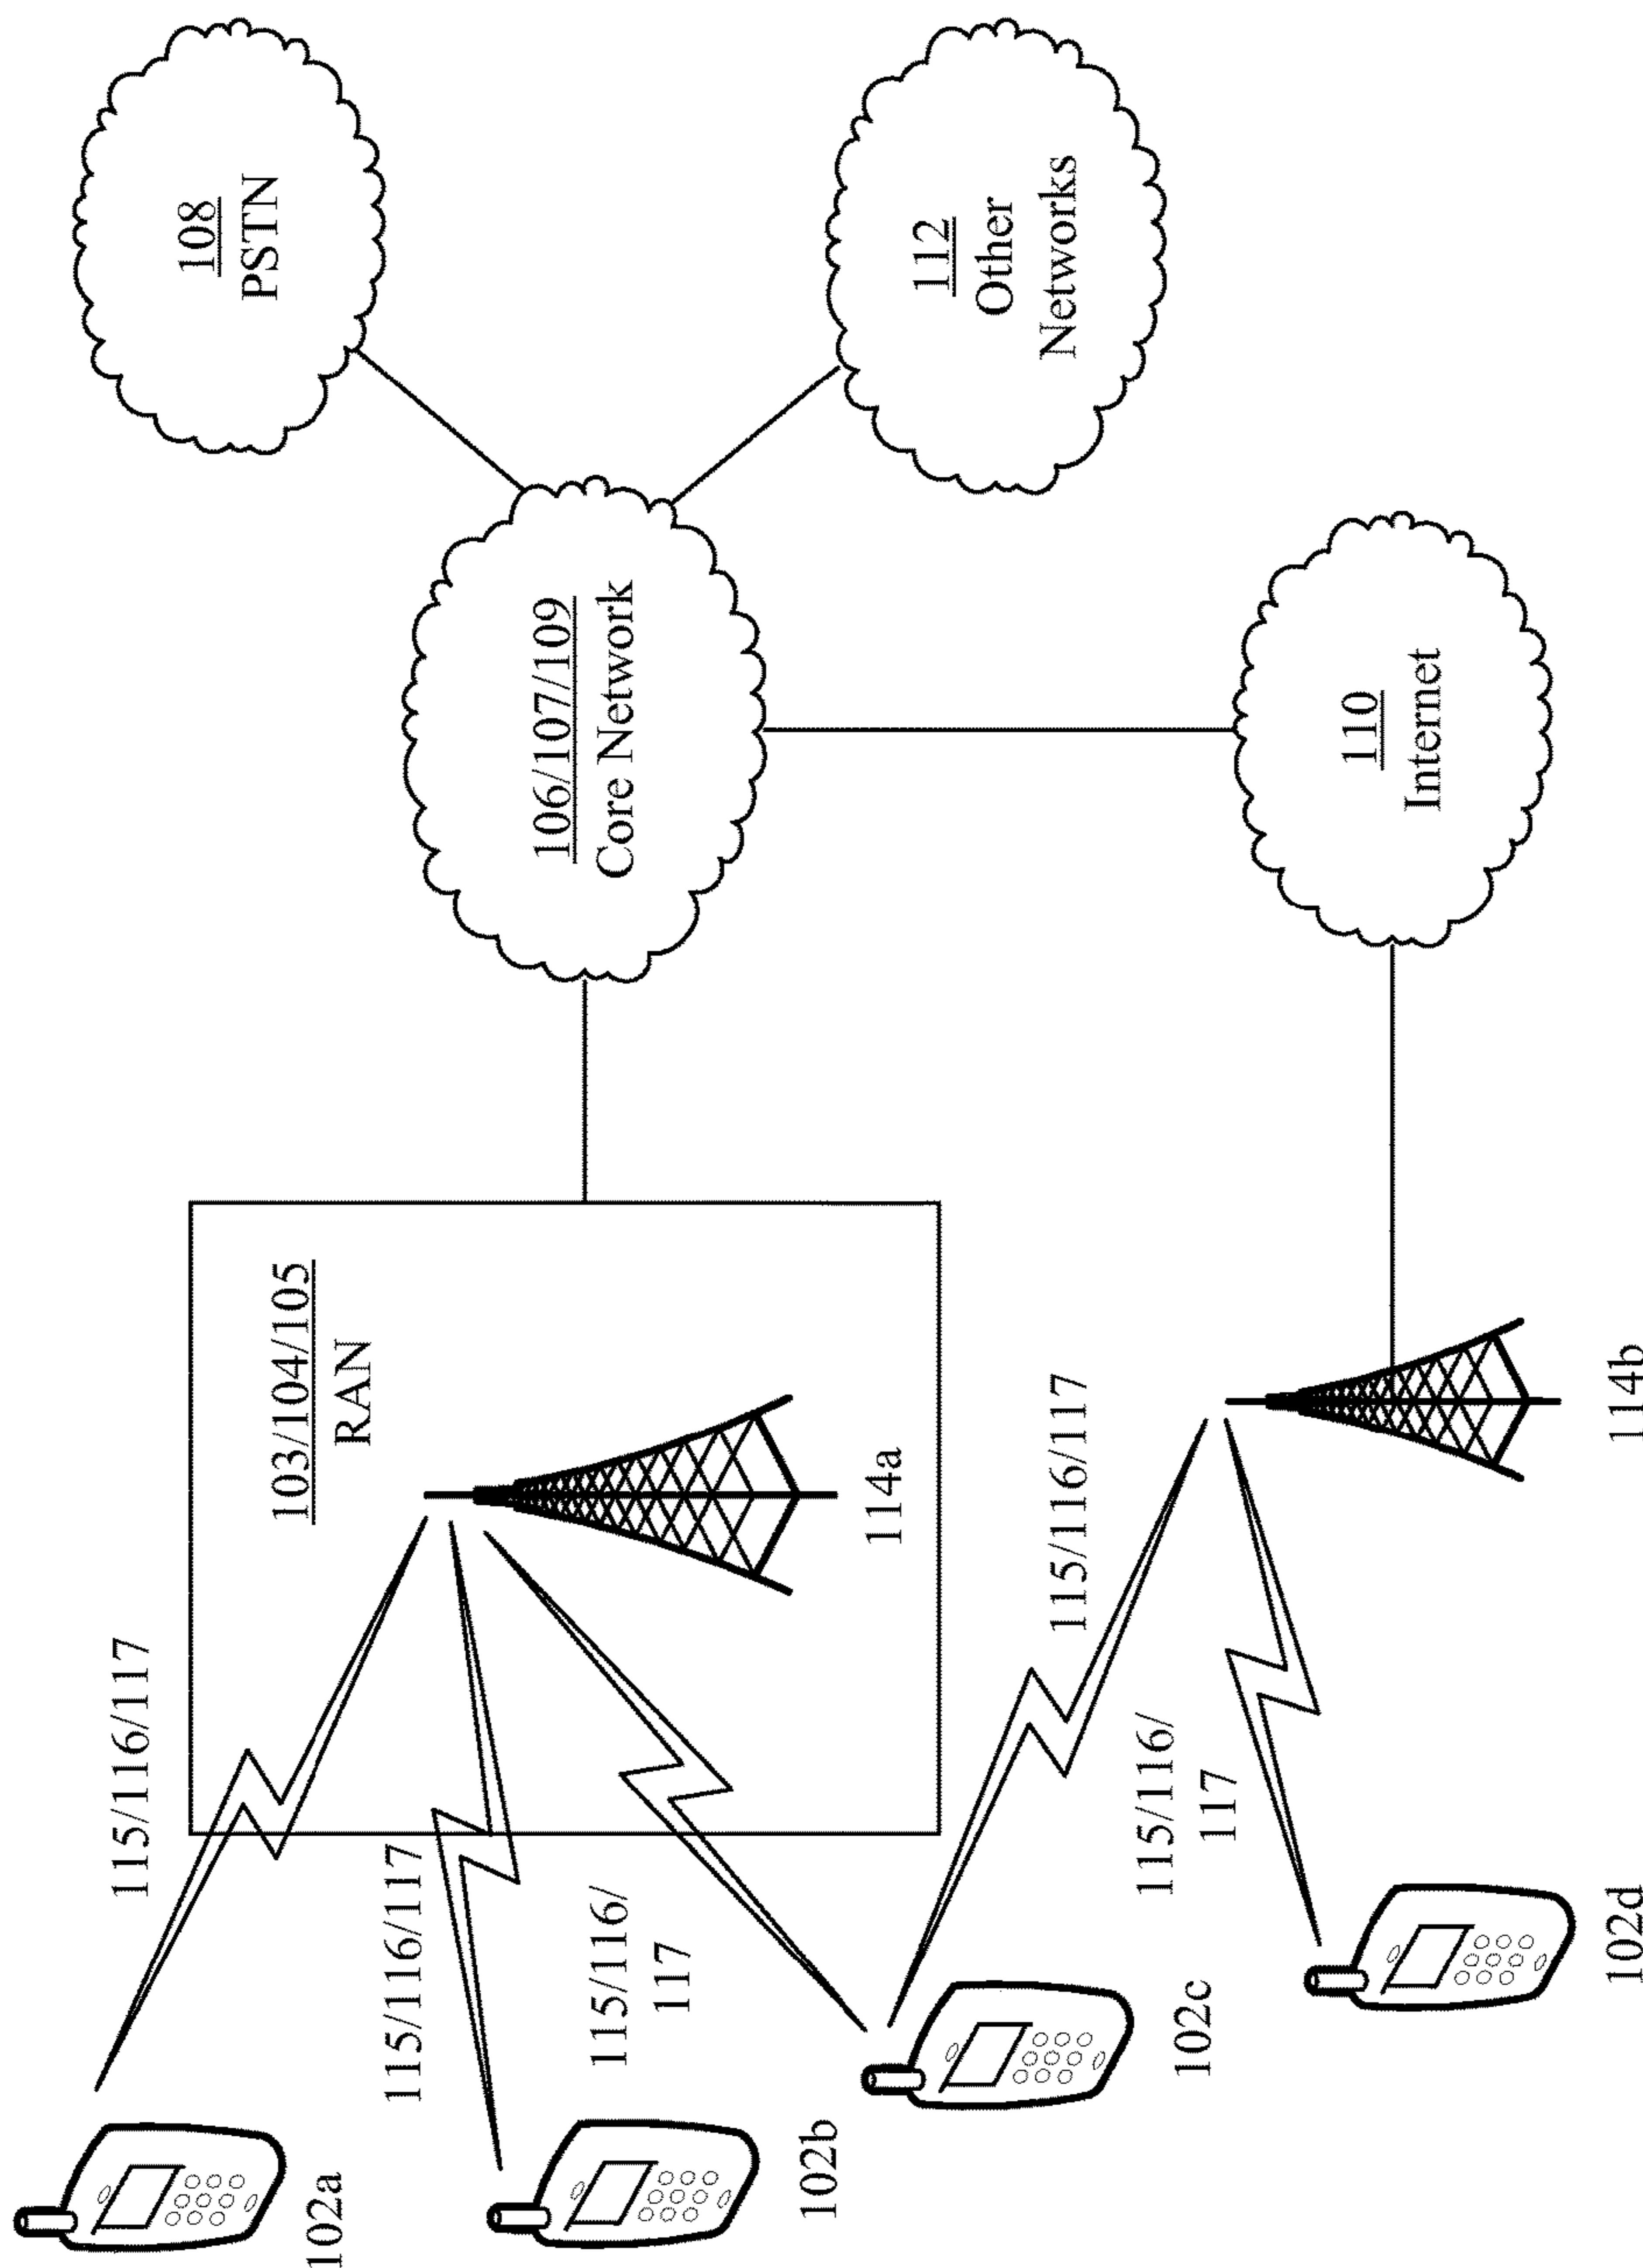 102a
115/116/117
103/104/105
RAN
108
PSTN
102b
115/116/117
115/116/
117
114a
106/107/109
Core Network
112
Other
Networks
102c
115/116/117
115/116/
117
102d
114b
110
Internet